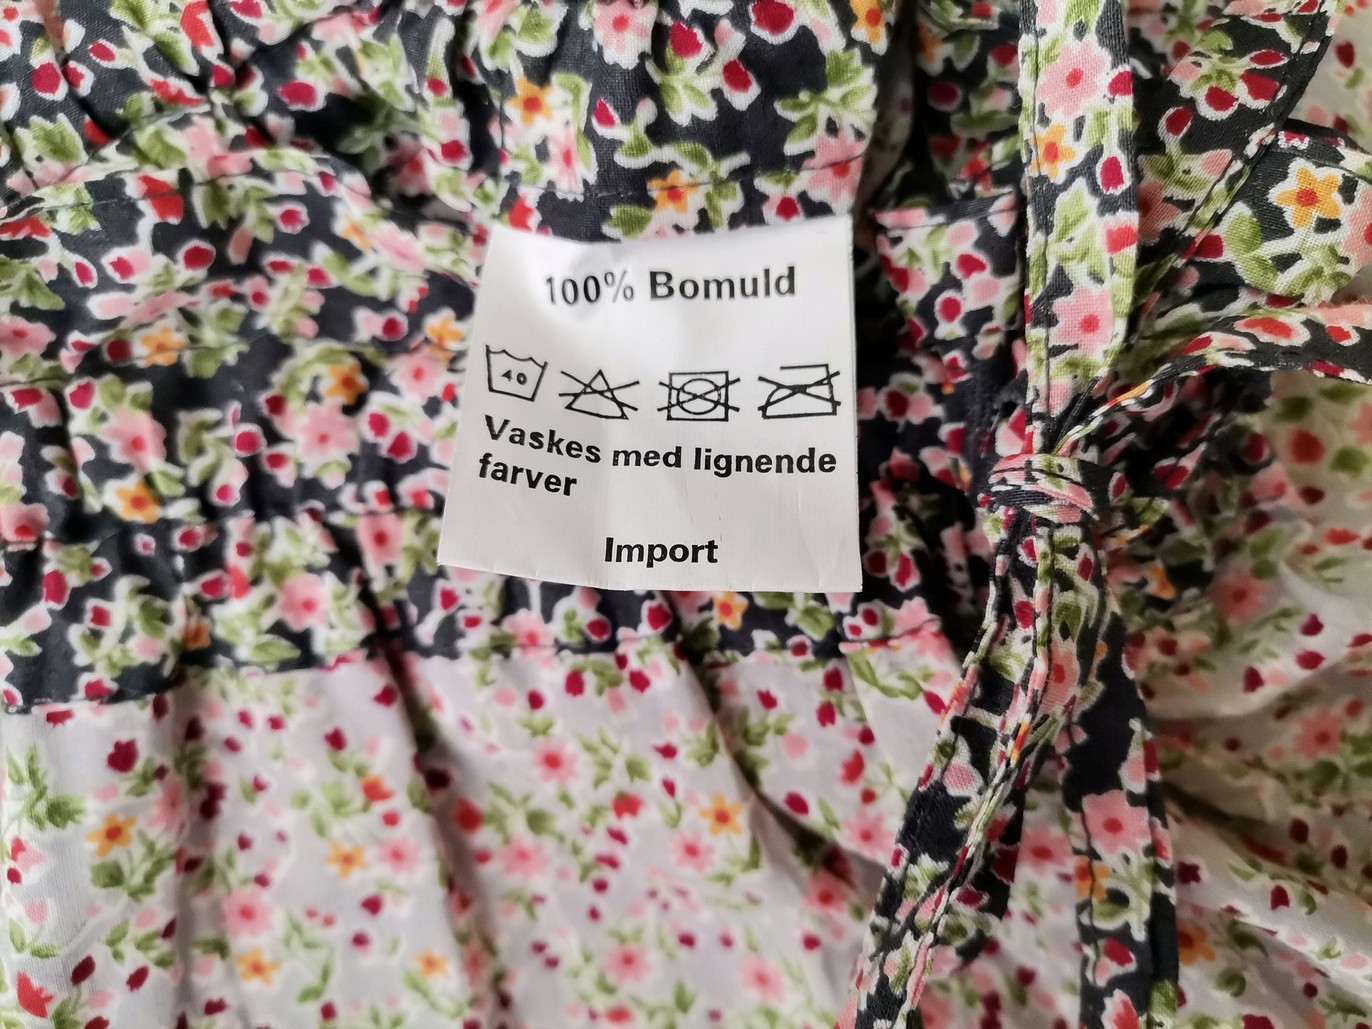 100% Bomuld
40
Vaskes med lignende
farver
Import